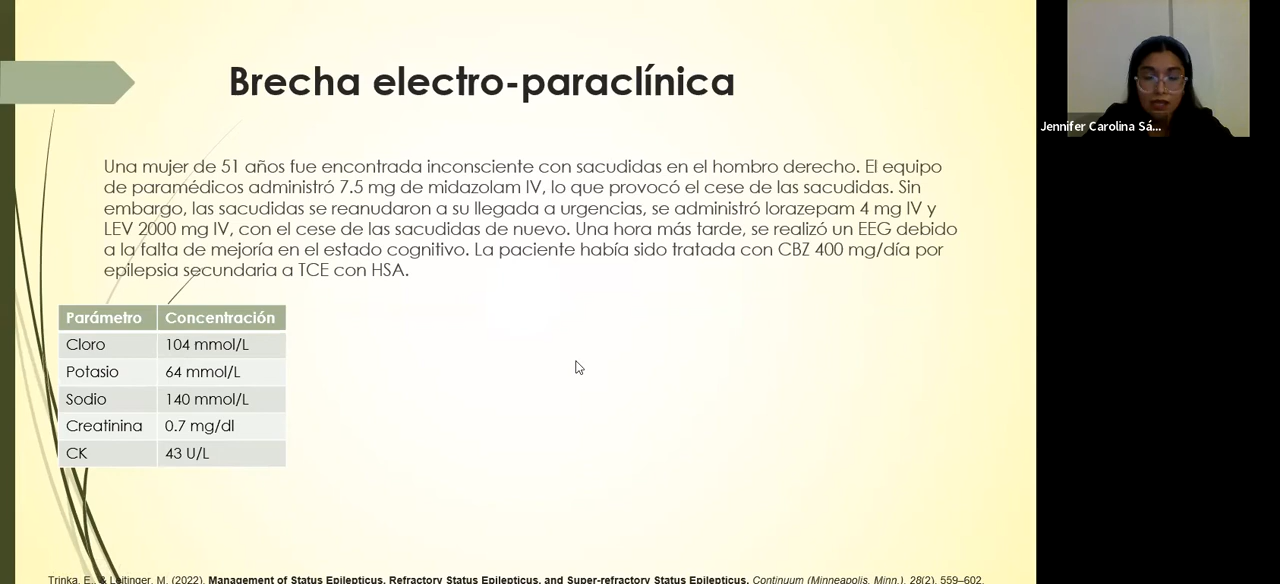 Brecha electro-paraclínica
Una mujer de 51 años fue encontrada inconsciente con sacudidas en el hombro derecho. El equipo
de paramédicos administró 7.5 mg de midazolam IV, lo que provocó el cese de las sacudidas. Sin
embargo, las sacudidas se reanudaron a su llegada a urgencias, se administró lorazepam 4 mg IV y
LEV 2000 mg IV, con el cese de las sacudidas de nuevo. Una hora más tarde, se realizó un EEG debido
a la falta de mejoría en el estado cognitivo. La paciente había sido tratada con CBZ 400 mg/día por
epilepsia secundaria a TCE con HSA.
Parámetro Concentración
Cloro 104 mmol/L
Potasio 64 mmol/L
Sodio 140 mmol/L
Creatinina 0.7 mg/dl
CK 43 U/L
Trinka, E., & Leitinger, M. (2022). Management of Status Epilepticus, Refractory Status Epilepticus, and Super-refractory Status Epilepticus. Continuum (Minneapolis, Minn.), 28(2), 559–602.
Jennifer Carolina Sá...